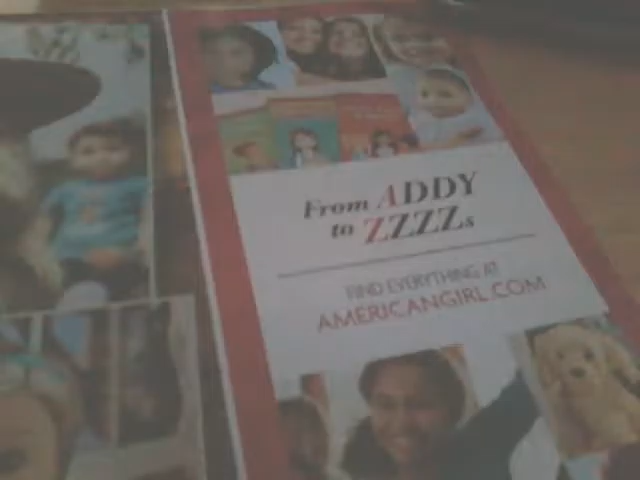 From ADDY
to ZZZZs
FIND EVERYTHING AT
AMERICANGIRL.COM